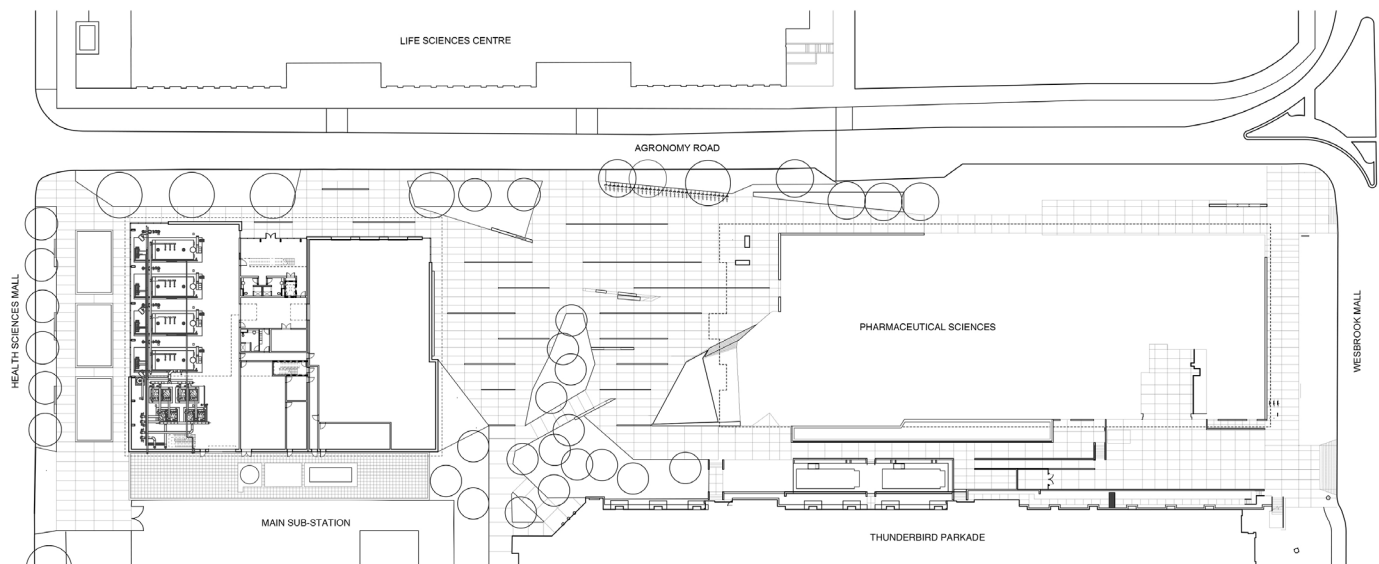 LIFE SCIENCES CENTRE
AGRONOMY ROAD
HEALTH SCIENCES MALL
PHARMACEUTICAL SCIENCES
WESBROOK MALL
MAIN SUB-STATION
THUNDERBIRD PARKADE